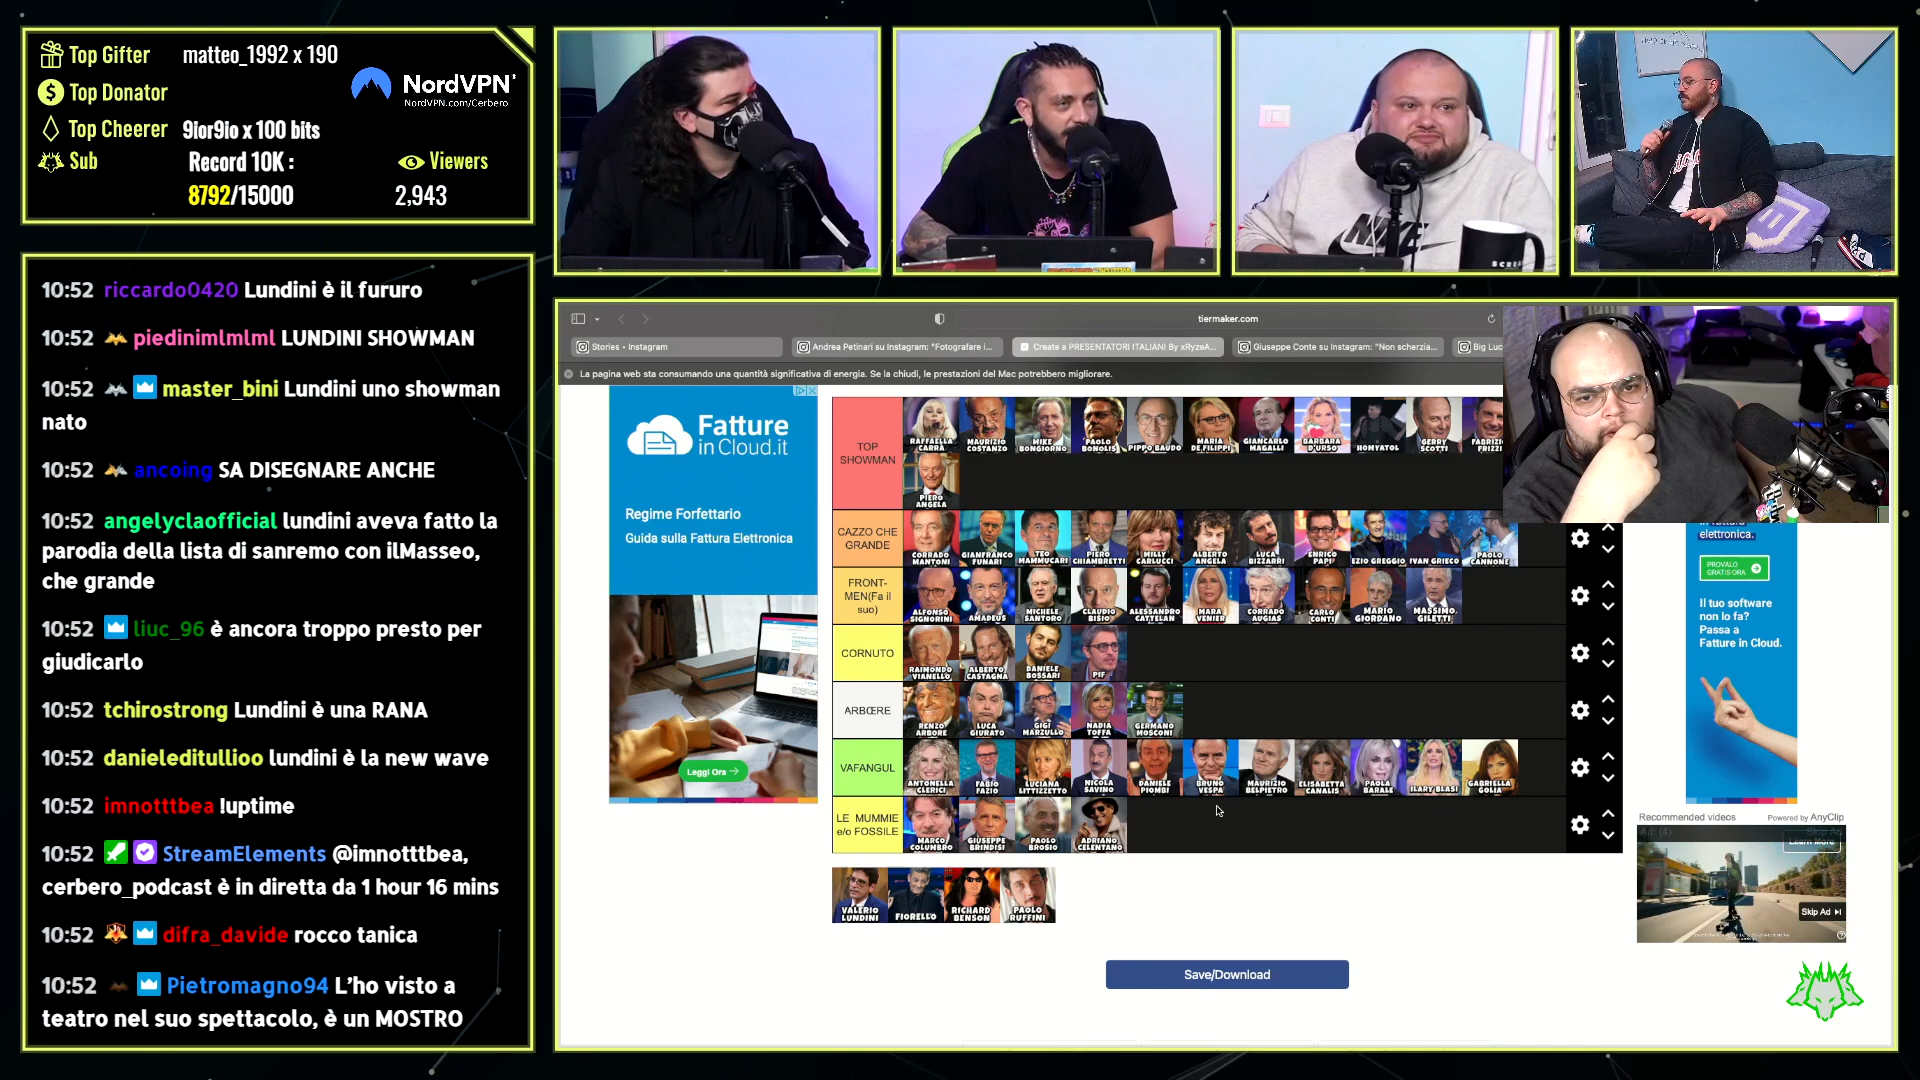 Top Gifter matteo_1992 x 190
Top Donator
Top Cheerer 9lor9lo x 100 bits
Sub Record 10K : Viewers
8792/15000 2,943
NordVPN
NordVPN.com/Cerbero
10:52 riccardo0420 Lundini è il fururo
10:52 piedinimlmlml LUNDINI SHOWMAN
10:52 master_bini Lundini uno showman
nato
10:52 ancoing SA DISEGNARE ANCHE
10:52 angelyclaofficial lundini aveva fatto la
parodia della lista di sanremo con ilMasseo,
che grande
10:52 liuc_96 è ancora troppo presto per
giudicarlo
10:52 tchirostrong Lundini è una RANA
10:52 danieleditullioo lundini è la new wave
10:52 imnotttbea !uptime
10:52 StreamElements @imnotttbea,
cerbero_podcast è in diretta da 1 hour 16 mins
10:52 difra_davide rocco tanica
10:52 Pietromagno94 L'ho visto a
teatro nel suo spettacolo, è un MOSTRO
NIKE
tiermaker.com
Stories • Instagram
Andrea Petinari su Instagram: "Fotografare i...
Create a PRESENTATORI ITALIANI By xRyzeA...
Giuseppe Conte su Instagram: "Non scherzia...
Big Luc
La pagina web sta consumando una quantità significativa di energia. Se la chiudi, le prestazioni del Mac potrebbero migliorare.
Fatture
in Cloud.it
Regime Forfettario
Guida sulla Fattura Elettronica
Leggi Ora →
TOP
SHOWMAN
RAFFAELLA CARRÀ
MAURIZIO COSTANZO
MIKE BONGIORNO
PAOLO BONOLIS
PIPPO BAUDO
MARIA DE FILIPPI
GIANCARLO MAGALLI
BARBARA D'URSO
HOMYATOL
GERRY SCOTTI
FABRIZI
FRIZZI
PIERO ANGELA
CAZZO CHE
GRANDE
CORRADO MANTONI
GIANFRANCO FUNARI
TEO MAMMUCARI
PIERO CHIAMBRETTI
MILLY CARLUCCI
ALBERTO ANGELA
LUCA BIZZARRI
ENRICO PAPI
EZIO GREGGIO
IVAN GRIECO
PAOLO CANNONE
FRONT-
MEN(Fa il
suo)
ALFONSO SIGNORINI
AMADEUS
MICHELE SANTORO
CLAUDIO BISIO
ALESSANDRO CATTELAN
MARA VENIER
CORRADO AUGIAS
CARLO CONTI
MARIO GIORDANO
MASSIMO GILETTI
CORNUTO
RAIMONDO VIANELLO
ALBERTO CASTAGNA
DANIELE BOSSARI
PIF
ARBŒRE
RENZO ARBORE
LUCA GIURATO
GIGI MARZULLO
NADIA TOFFA
GERMANO MOSCONI
VAFANGUL
ANTONELLA CLERICI
FABIO FAZIO
LUCIANA LITTIZZETTO
NICOLA SAVINO
DANIELE PIOMBI
BRUNO VESPA
MAURIZIO BELPIETRO
ELISABETTA CANALIS
PAOLA BARALE
ILARY BLASI
GABRIELLA GOLIA
LE MUMMIE
e/o FOSSILE
MARCO COLUMBRO
GIUSEPPE BRINDISI
PAOLO BROSIO
ADRIANO CELENTANO
VALERIO LUNDINI
FIORELLO
RICHARD BENSON
PAOLO RUFFINI
Save/Download
elettronica.
PROVALO
GRATIS ORA
Il tuo software
non lo fa?
Passa a
Fatture in Cloud.
Recommended videos
Powered by AnyClip
Ad: (4)
Skip Ad
Learn More
Skip Ad